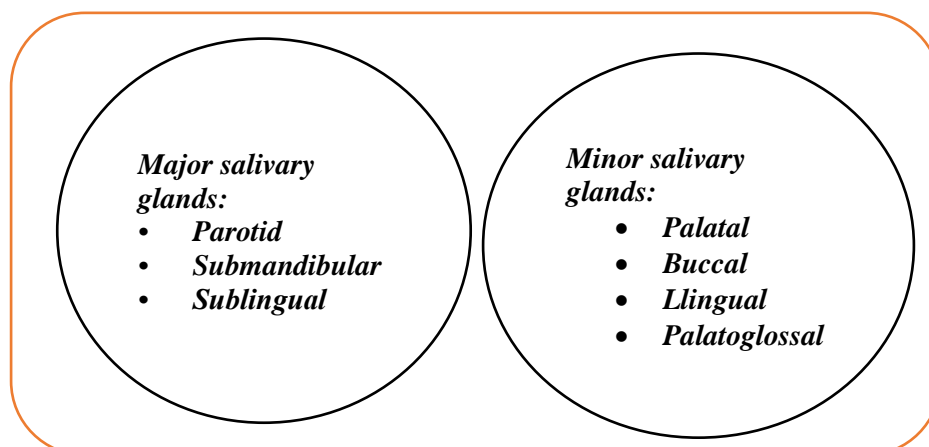 Major salivary
glands:
• Parotid
• Submandibular
• Sublingual
Minor salivary
glands:
• Palatal
• Buccal
• Llingual
• Palatoglossal